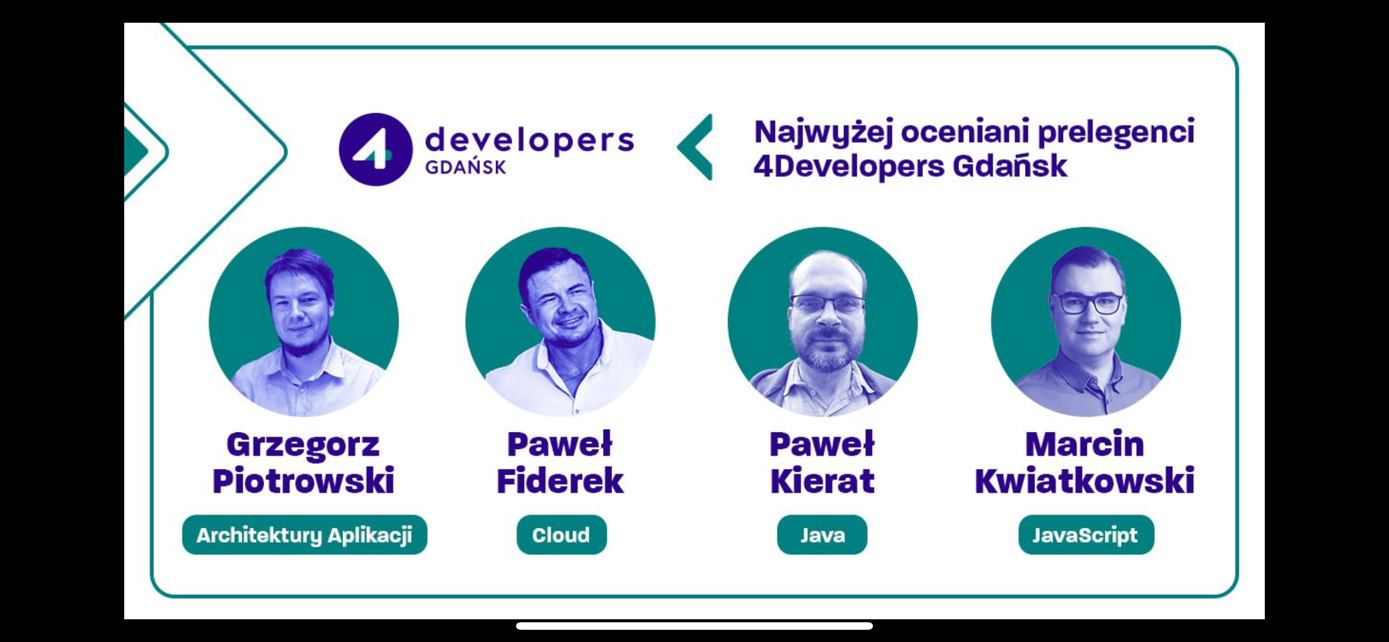 4 developers
GDAŃSK
Najwyżej oceniani prelegenci
4Developers Gdańsk
Grzegorz
Piotrowski
Architektury Aplikacji
Paweł
Fiderek
Cloud
Paweł
Kierat
Java
Marcin
Kwiatkowski
JavaScript